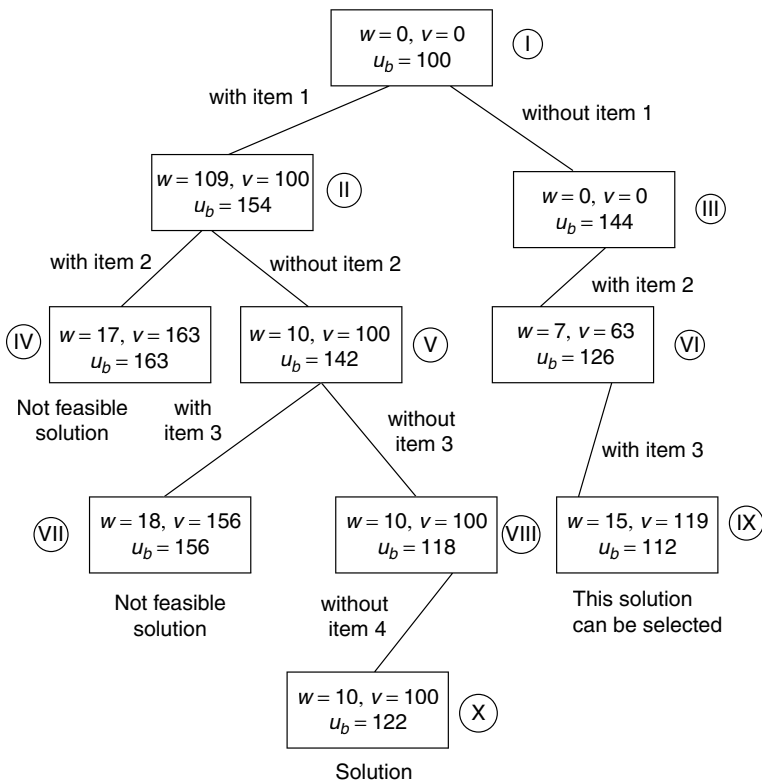 w = 0, v = 0
u_b = 100
I
with item 1
without item 1
w = 109, v = 100
u_b = 154
II
w = 0, v = 0
u_b = 144
III
with item 2
without item 2
with item 2
IV
w = 17, v = 163
u_b = 163
w = 10, v = 100
u_b = 142
V
w = 7, v = 63
u_b = 126
VI
Not feasible
solution
with
item 3
without
item 3
with item 3
VII
w = 18, v = 156
u_b = 156
w = 10, v = 100
u_b = 118
VIII
w = 15, v = 119
u_b = 112
IX
Not feasible
solution
without
item 4
This solution
can be selected
w = 10, v = 100
u_b = 122
X
Solution